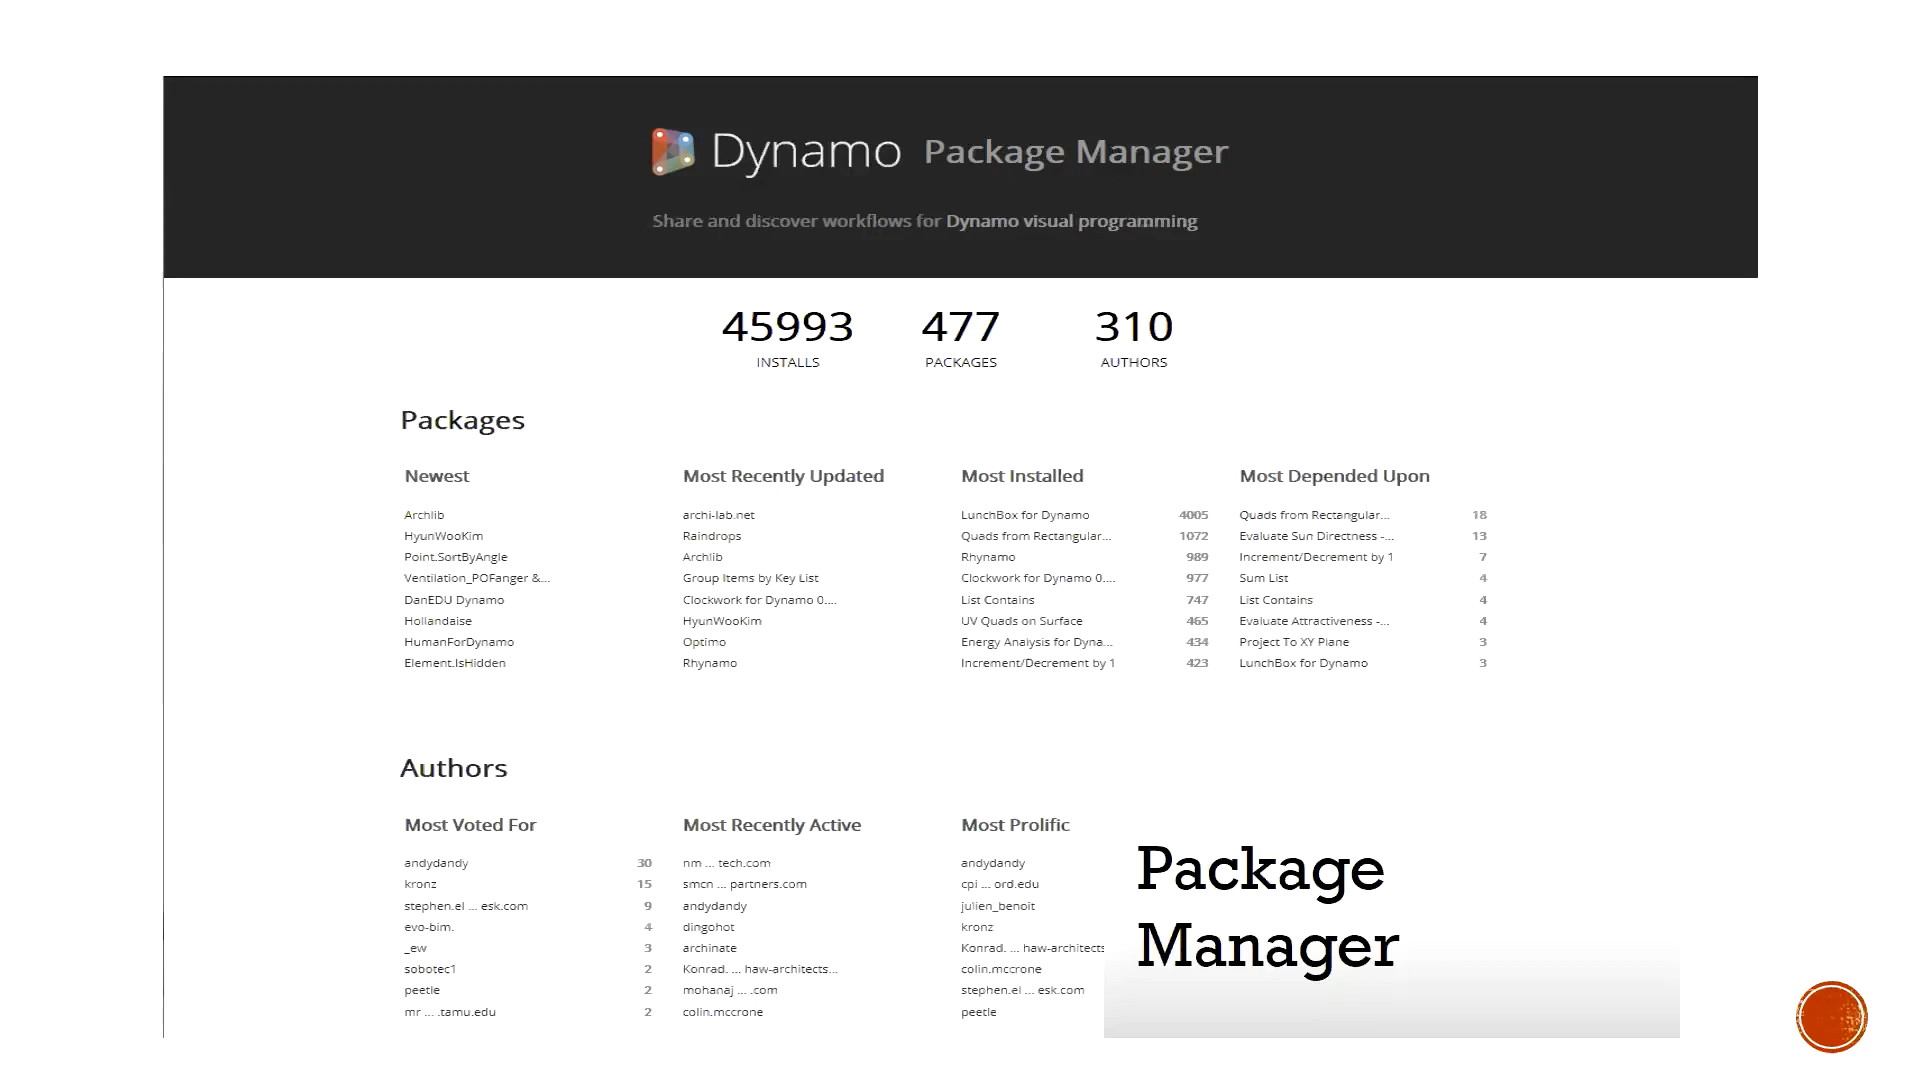 Dynamo Package Manager
Share and discover workflows for Dynamo visual programming
45993 477 310
INSTALLS PACKAGES AUTHORS
Packages
Newest
Archlib
HyunWooKim
Point.SortByAngle
Ventilation_POFanger &...
DanEDU Dynamo
Hollandaise
HumanForDynamo
Element.IsHidden
Most Recently Updated
archi-lab.net
Raindrops
Archlib
Group Items by Key List
Clockwork for Dynamo 0....
HyunWooKim
Optimo
Rhynamo
Most Installed
LunchBox for Dynamo 4005
Quads from Rectangular... 1072
Rhynamo 989
Clockwork for Dynamo 0.... 977
List Contains 747
UV Quads on Surface 465
Energy Analysis for Dyna... 434
Increment/Decrement by 1 423
Most Depended Upon
Quads from Rectangular... 18
Evaluate Sun Directness -... 13
Increment/Decrement by 1 7
Sum List 4
List Contains 4
Evaluate Attractiveness -... 4
Project To XY Plane 3
LunchBox for Dynamo 3
Authors
Most Voted For
andydandy 30
kronz 15
stephen.el ... esk.com 9
evo-bim. 4
_ew 3
sobotec1 2
peetle 2
mr ... .tamu.edu 2
Most Recently Active
nm ... tech.com
smcn ... partners.com
andydandy
dingohot
archinate
Konrad. ... haw-architects...
mohanaj ... .com
colin.mccrone
Most Prolific
andydandy
cpi ... ord.edu
julien_benoit
kronz
Konrad. ... haw-architects
colin.mccrone
stephen.el ... esk.com
peetle
Package
Manager